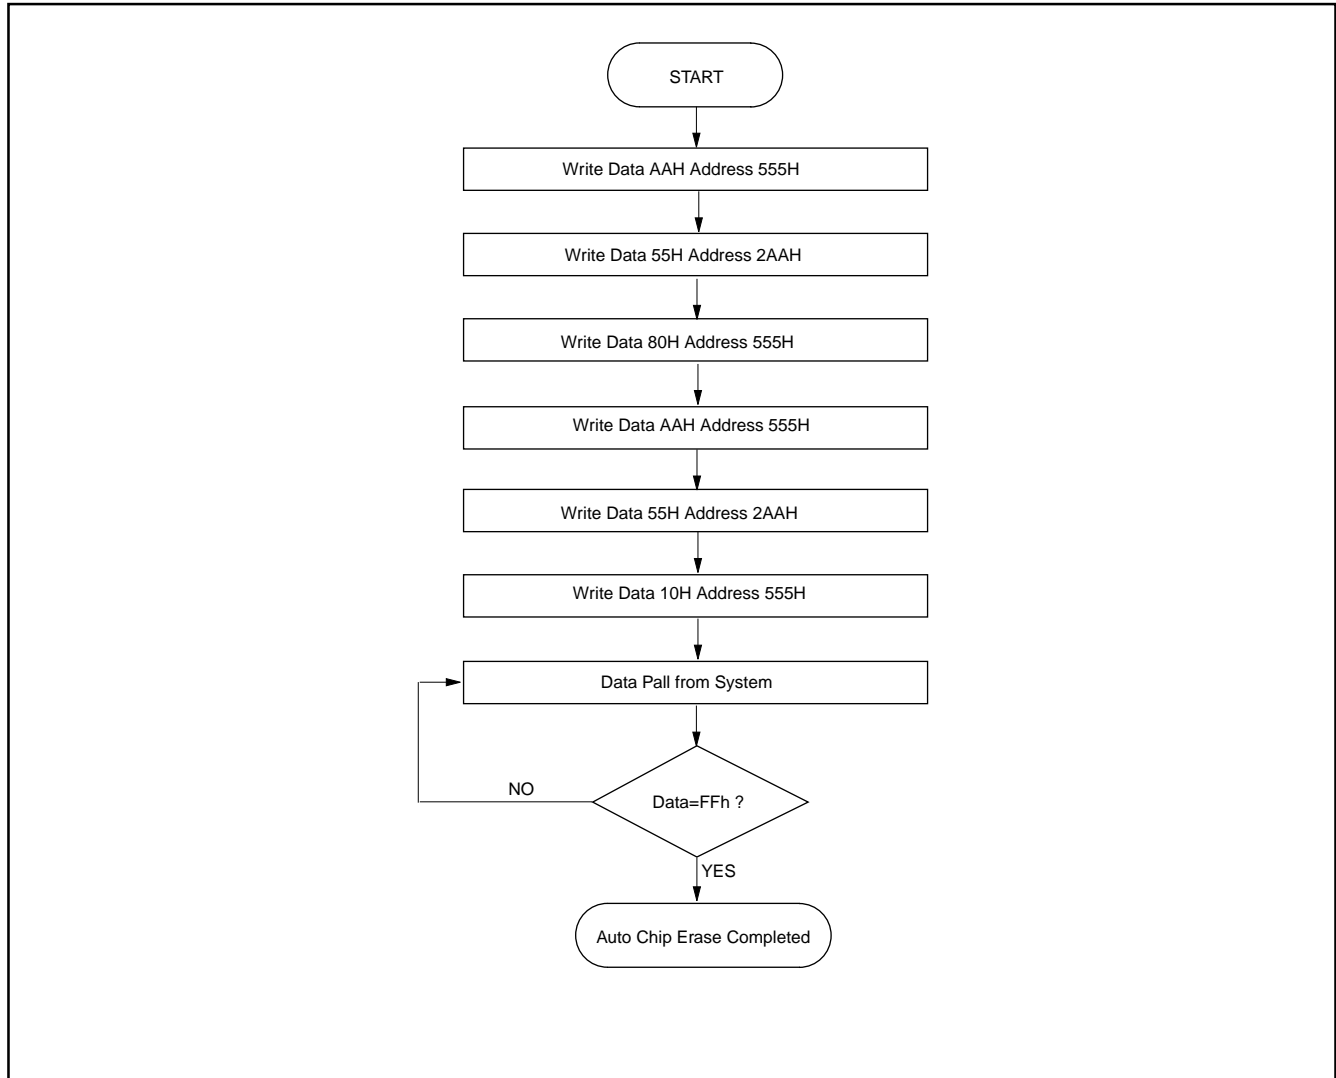 START
Write Data AAH Address 555H
Write Data 55H Address 2AAH
Write Data 80H Address 555H
Write Data AAH Address 555H
Write Data 55H Address 2AAH
Write Data 10H Address 555H
Data Pall from System
NO
Data=FFh ?
YES
Auto Chip Erase Completed